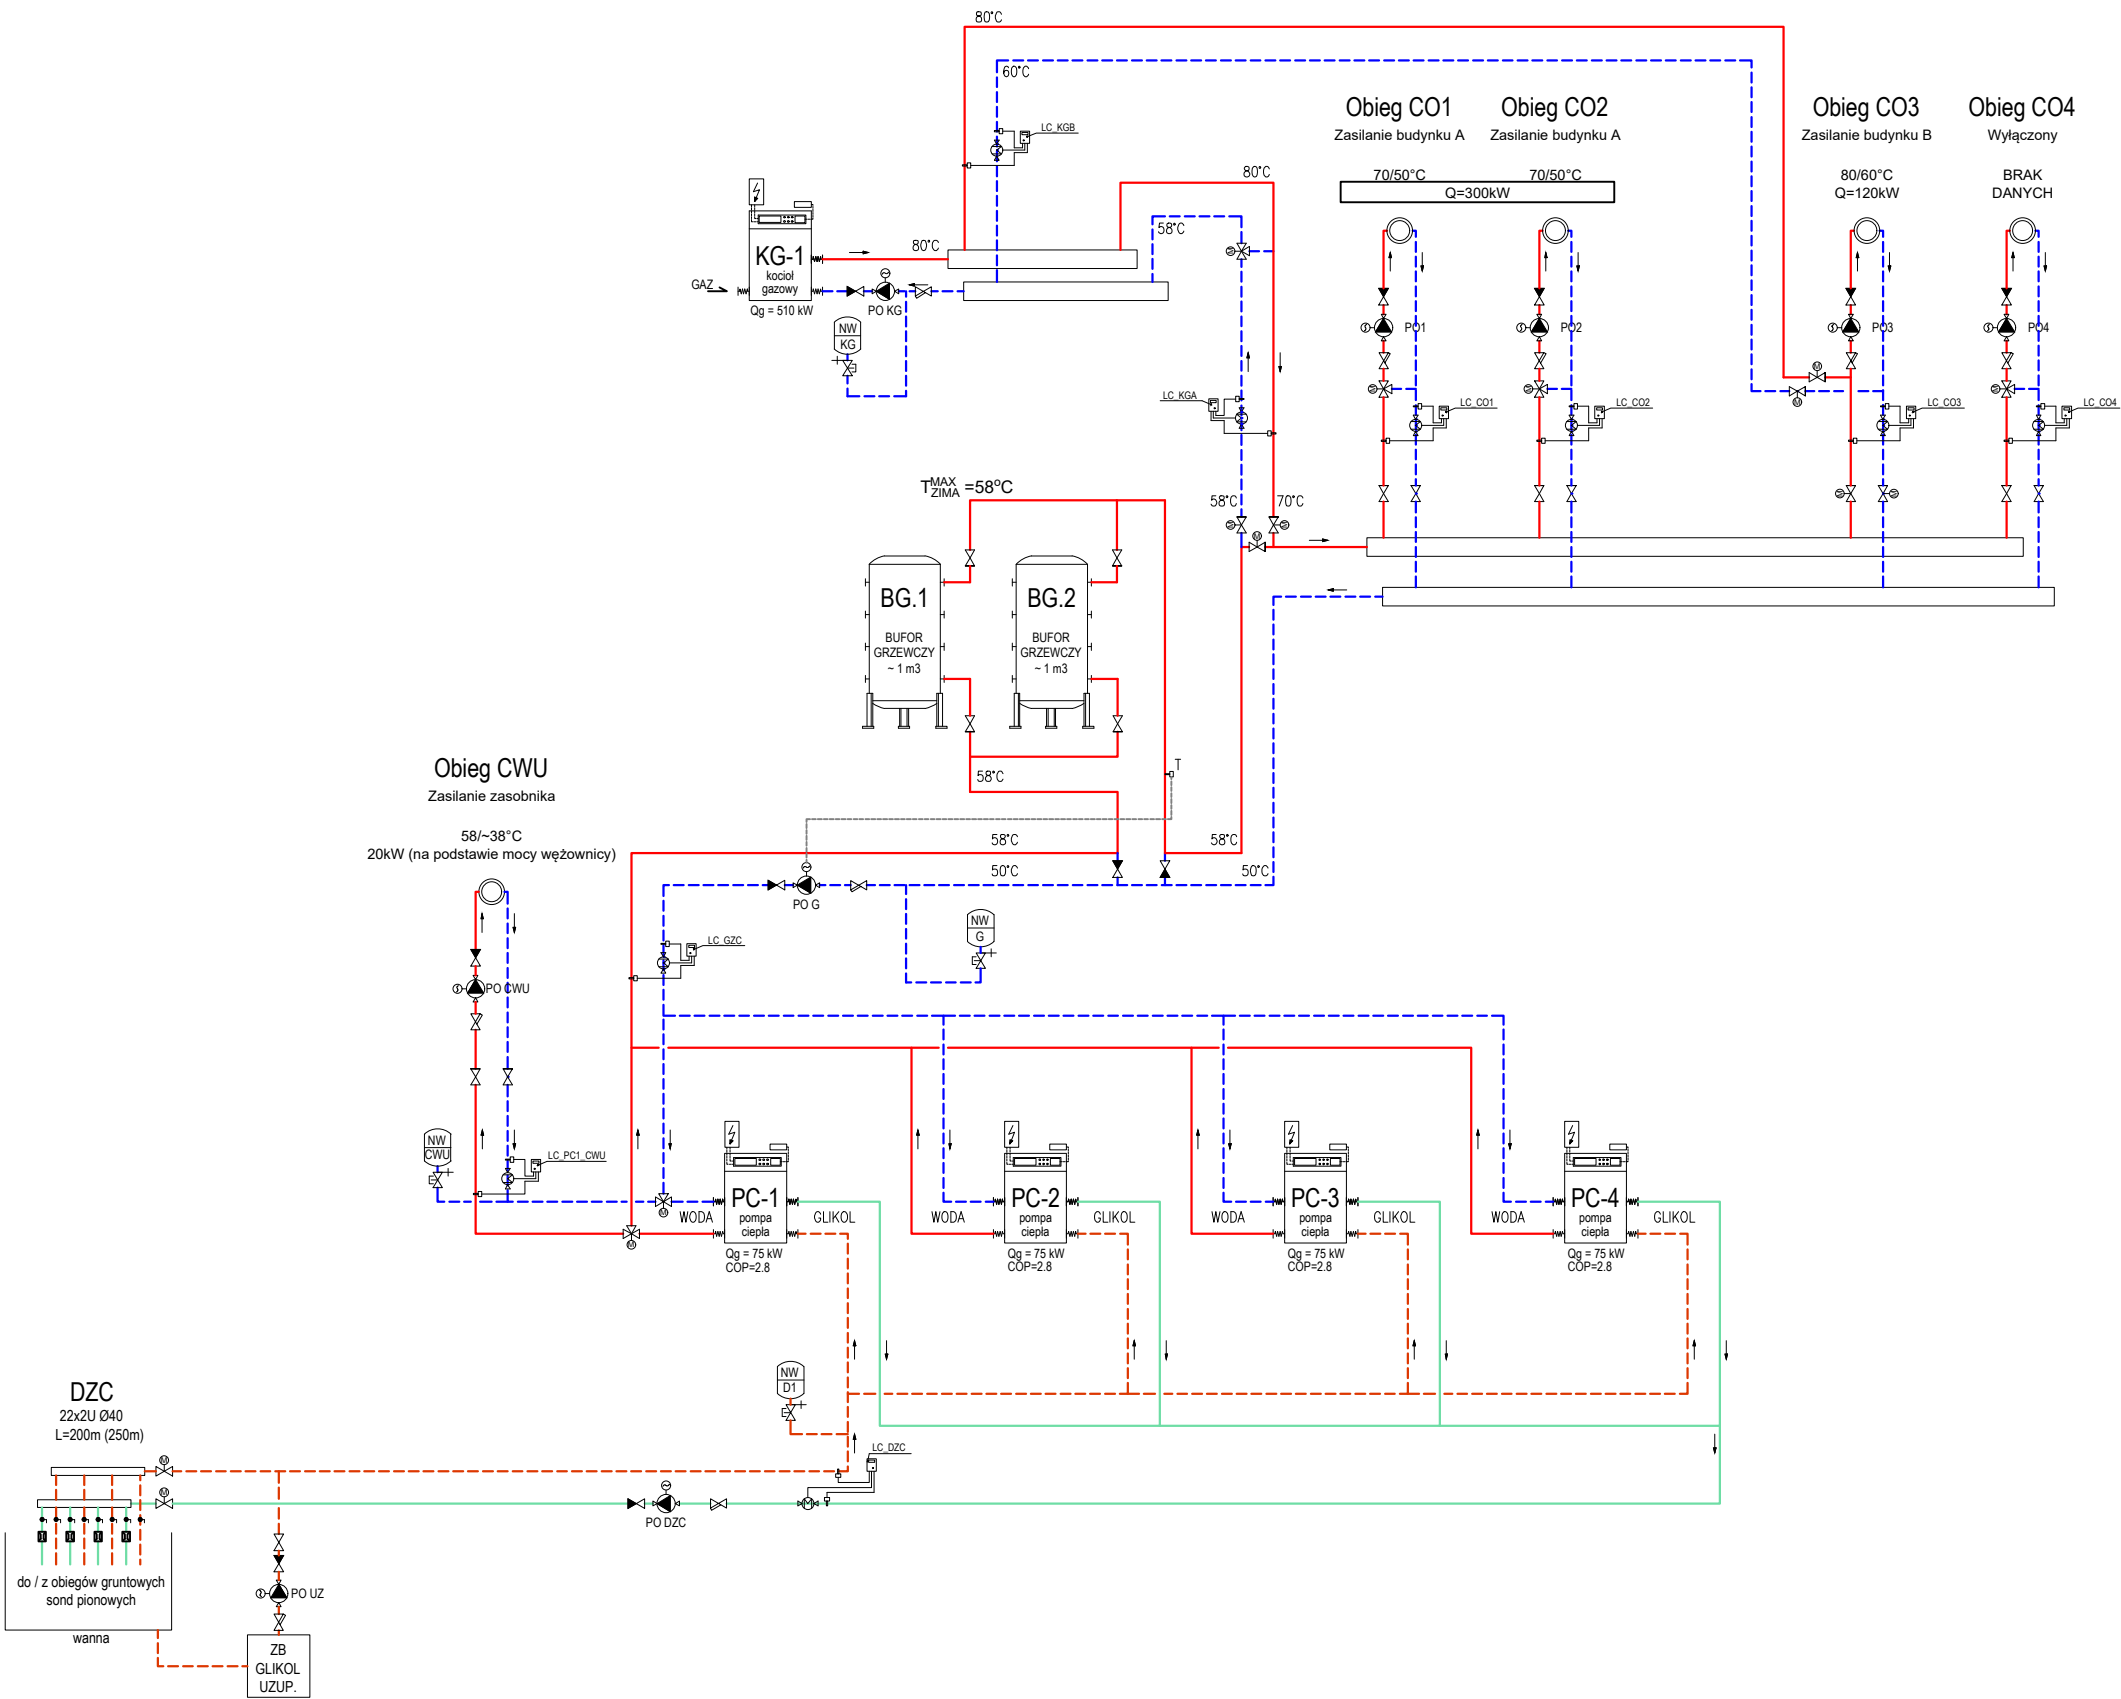 80°C
60°C
LC_KGB
Obieg CO1
Zasilanie budynku A
Obieg CO2
Zasilanie budynku A
Obieg CO3
Zasilanie budynku B
Obieg CO4
Wyłączony
70/50°C
70/50°C
Q=300kW
80/60°C
Q=120kW
BRAK
DANYCH
80°C
58°C
KG-1
kocioł
gazowy
Qg = 510 kW
80°C
GAZ
PO KG
NW
KG
PO1
PO2
PO3
PO4
M
M
LC_KGA
LC_CO1
LC_CO2
LC_CO3
LC_CO4
T MAX ZIMA =58°C
58°C
70°C
M
BG.1
BUFOR
GRZEWCZY
~ 1 m3
BG.2
BUFOR
GRZEWCZY
~ 1 m3
58°C
T
Obieg CWU
Zasilanie zasobnika
58/~38°C
20kW (na podstawie mocy wężownicy)
58°C
58°C
50°C
50°C
PO G
NW
G
LC_GZC
PO CWU
NW
CWU
LC_PC1_CWU
M
M
WODA
PC-1
pompa
ciepła
GLIKOL
Qg = 75 kW
COP=2.8
WODA
PC-2
pompa
ciepła
GLIKOL
Qg = 75 kW
COP=2.8
WODA
PC-3
pompa
ciepła
GLIKOL
Qg = 75 kW
COP=2.8
WODA
PC-4
pompa
ciepła
GLIKOL
Qg = 75 kW
COP=2.8
NW
D1
DZC
22x2U Ø40
L=200m (250m)
M
M
LC_DZC
PO DZC
do / z obiegów gruntowych
sond pionowych
wanna
PO UZ
ZB
GLIKOL
UZUP.